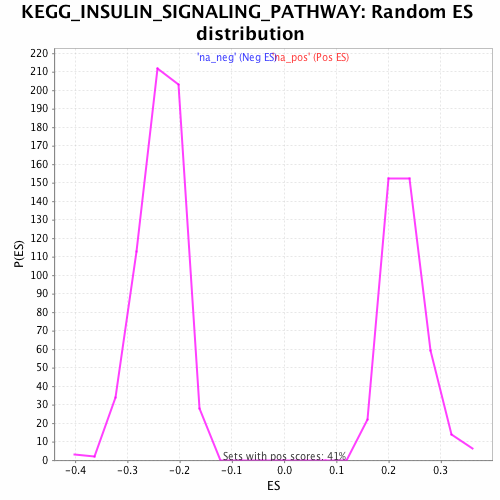 KEGG_INSULIN_SIGNALING_PATHWAY: Random ES
distribution
'na_neg' (Neg ES)
'na_pos' (Pos ES)
220
210
200
190
180
170
160
150
140
130
120
110
100
90
80
70
60
50
40
30
20
10
0
P(ES)
Sets with pos scores: 41%
-0.4 -0.3 -0.2 -0.1 0.0 0.1 0.2 0.3
ES